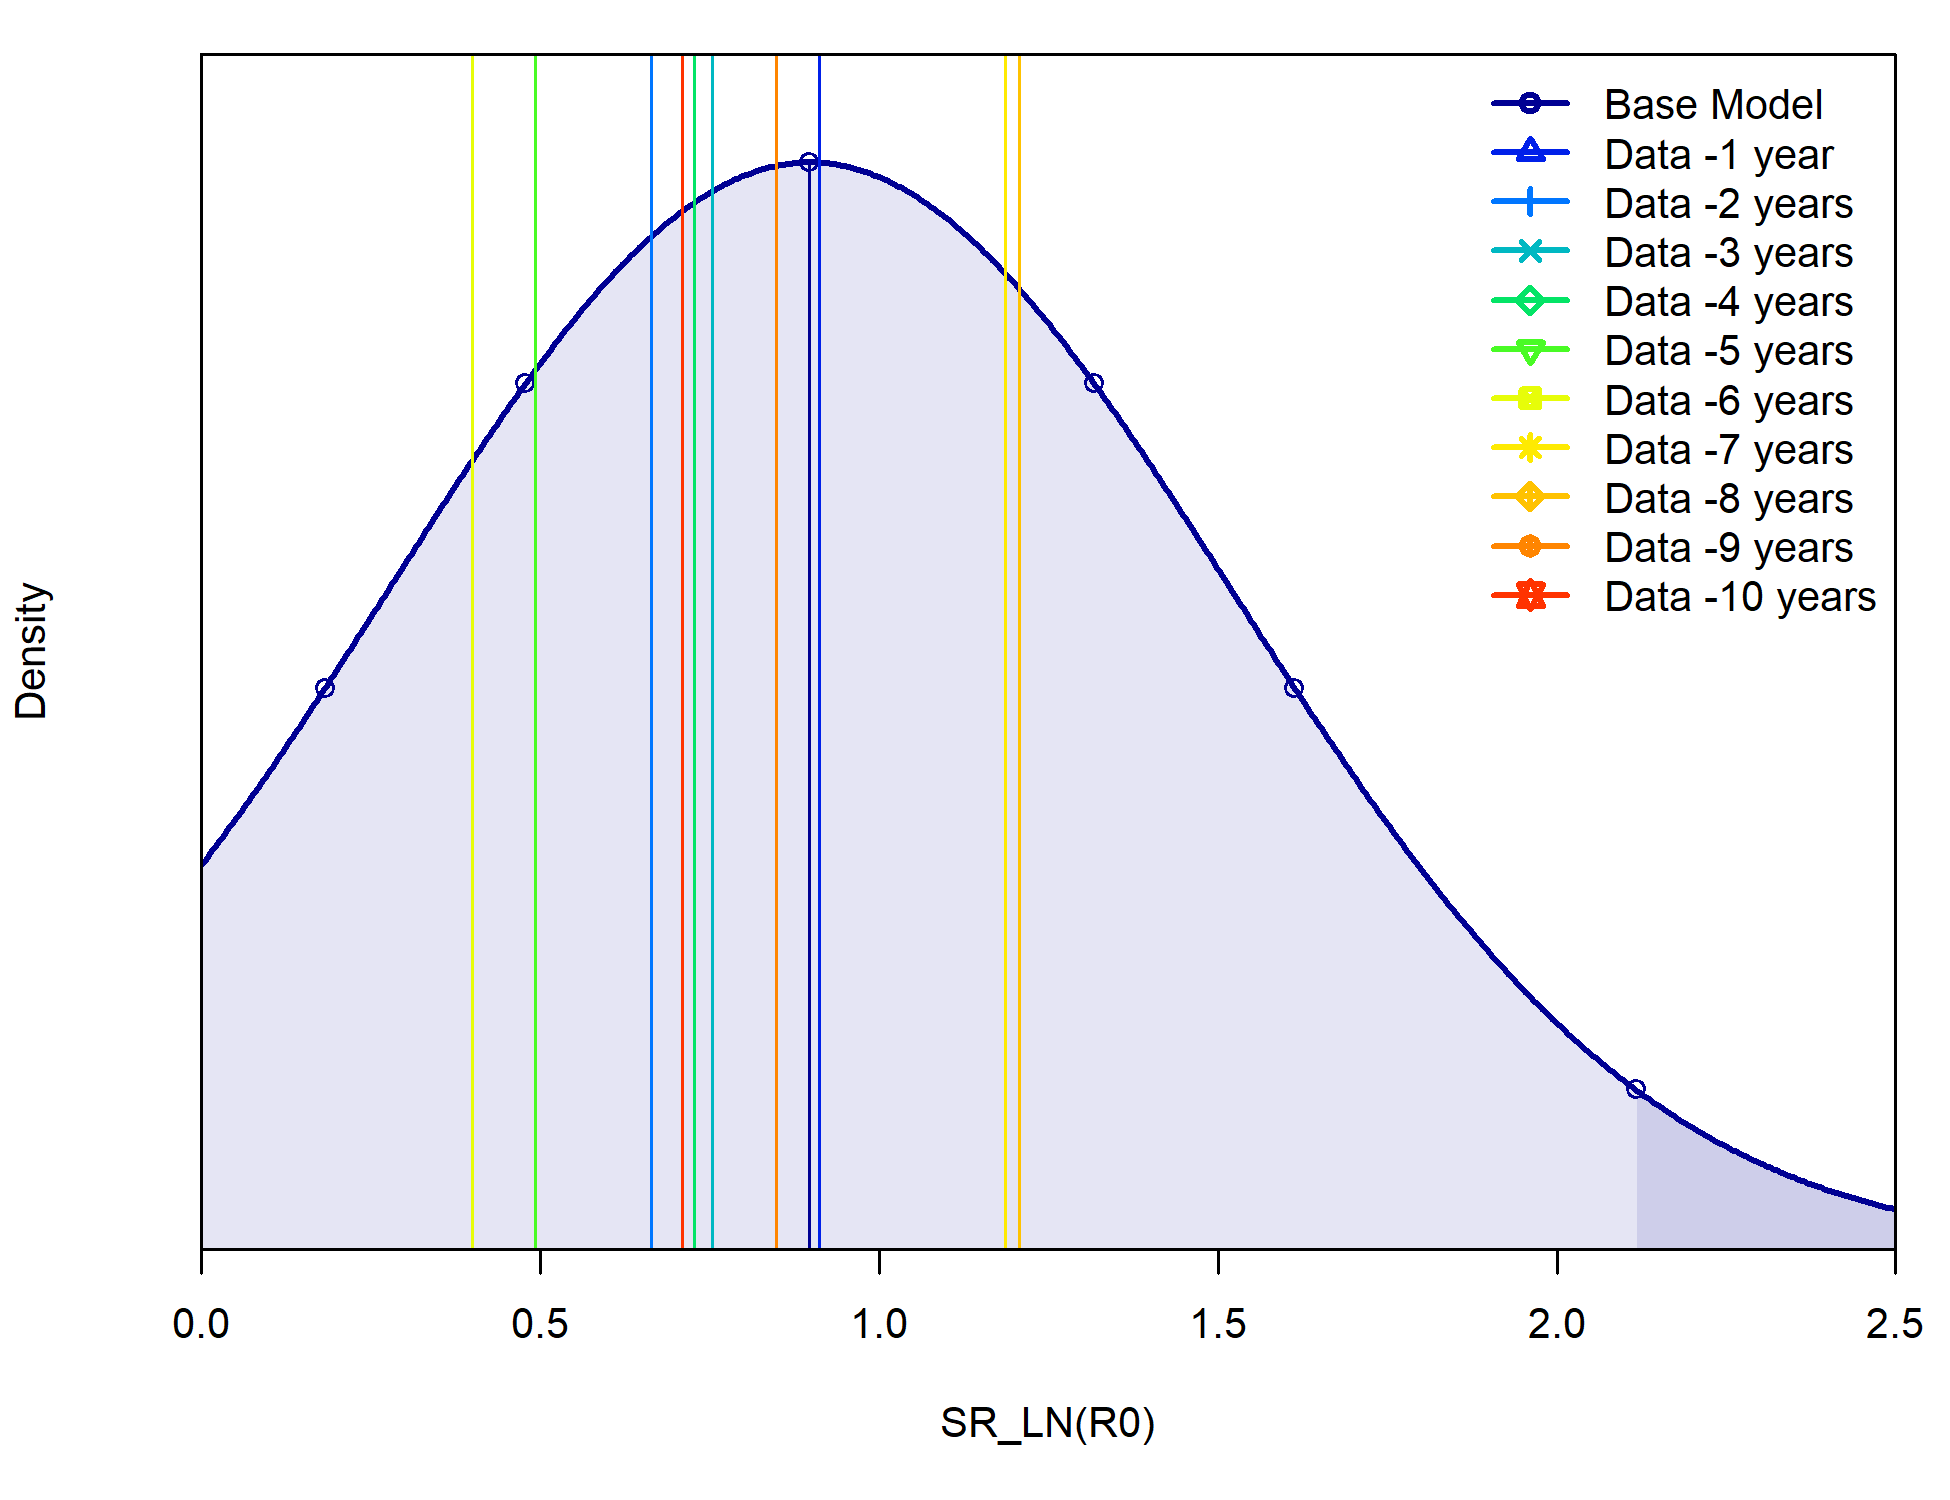 Base Model
Data -1 year
Data -2 years
Data -3 years
Data -4 years
Data -5 years
Data -6 years
Data -7 years
Data -8 years
Data -9 years
Data -10 years
Density
0.0 0.5 1.0 1.5 2.0 2.5
SR_LN(R0)